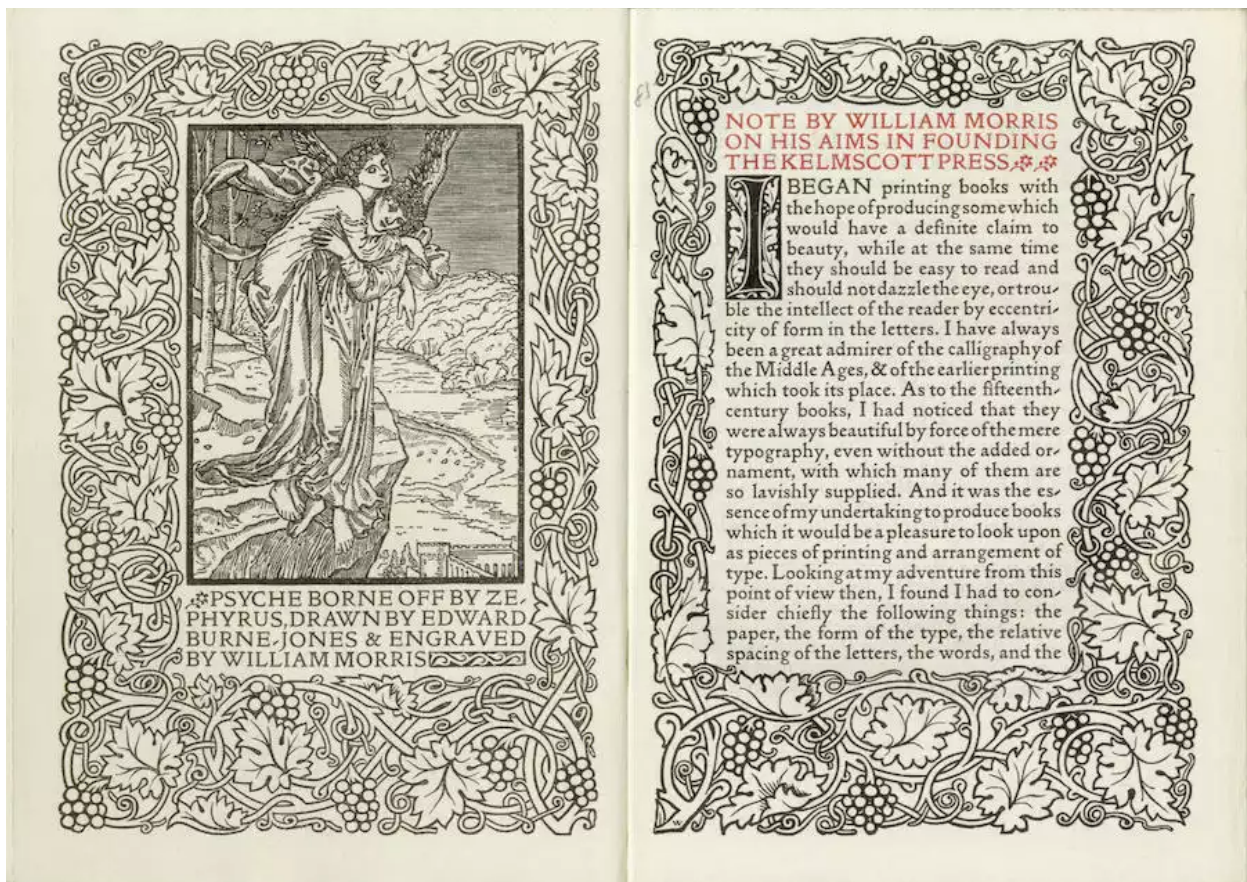 PSYCHE BORNE OFF BY ZE-
PHYRUS, DRAWN BY EDWARD
BURNE-JONES & ENGRAVED
BY WILLIAM MORRIS
NOTE BY WILLIAM MORRIS
ON HIS AIMS IN FOUNDING
THE KELMSCOTT PRESS
I BEGAN printing books with
the hope of producing some which
would have a definite claim to
beauty, while at the same time
they should be easy to read and
should not dazzle the eye, or trou-
ble the intellect of the reader by eccentri-
city of form in the letters. I have always
been a great admirer of the calligraphy of
the Middle Ages, & of the earlier printing
which took its place. As to the fifteenth-
century books, I had noticed that they
were always beautiful by force of the mere
typography, even without the added or-
nament, with which many of them are
so lavishly supplied. And it was the es-
sence of my undertaking to produce books
which it would be a pleasure to look upon
as pieces of printing and arrangement of
type. Looking at my adventure from this
point of view then, I found I had to con-
sider chiefly the following things: the
paper, the form of the type, the relative
spacing of the letters, the words, and the